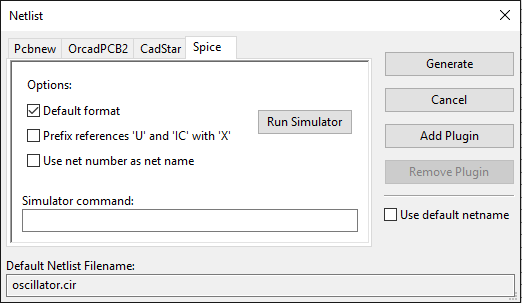 Netlist
Pcbnew OrcadPCB2 CadStar Spice
Options:
Default format
Prefix references 'U' and 'IC' with 'X'
Use net number as net name
Run Simulator
Simulator command:
Generate
Cancel
Add Plugin
Remove Plugin
Use default netname
Default Netlist Filename:
oscillator.cir